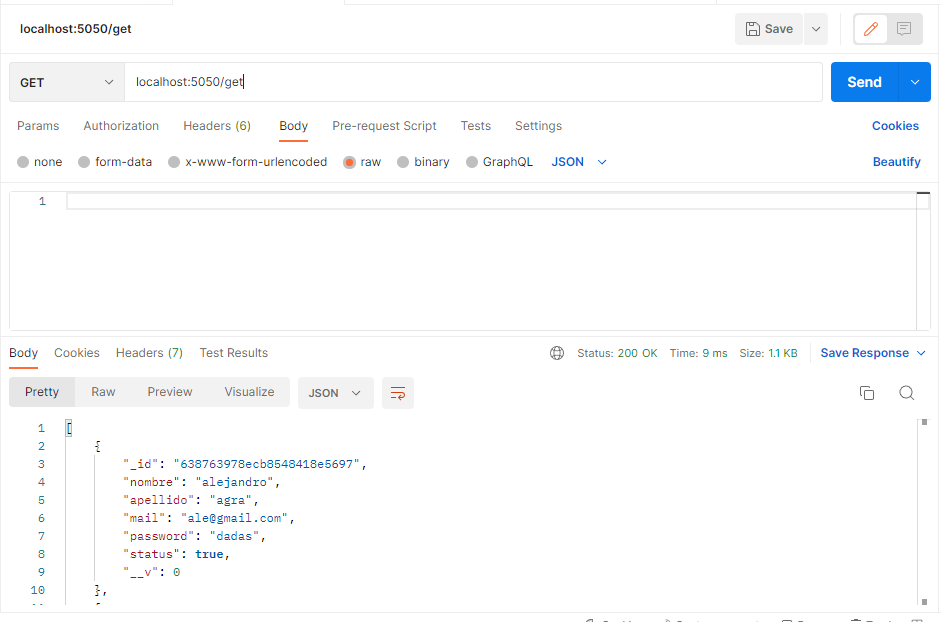 localhost:5050/get
Save
GET
localhost:5050/get
Send
Params Authorization Headers (6) Body Pre-request Script Tests Settings Cookies
none form-data x-www-form-urlencoded raw binary GraphQL JSON Beautify
1
Body Cookies Headers (7) Test Results Status: 200 OK Time: 9 ms Size: 1.1 KB Save Response
Pretty Raw Preview Visualize JSON
1 [
2 {
3 "_id": "638763978ecb8548418e5697",
4 "nombre": "alejandro",
5 "apellido": "agra",
6 "mail": "ale@gmail.com",
7 "password": "dadas",
8 "status": true,
9 "__v": 0
10 },